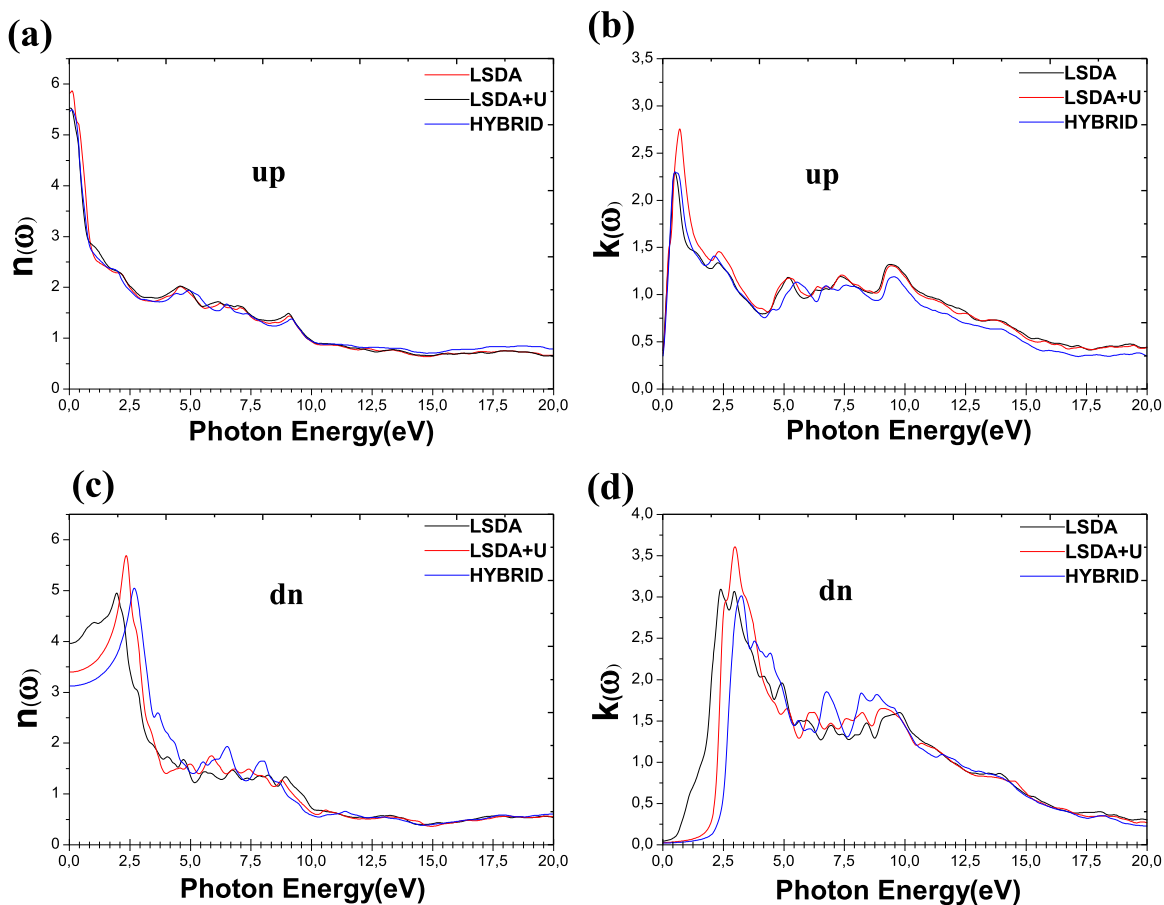 (a)
6
5
4
3
2
1
0
n(ω)
LSDA
LSDA+U
HYBRID
up
0,0 2,5 5,0 7,5 10,0 12,5 15,0 17,5 20,0
Photon Energy(eV)
(b)
3,5
3,0
2,5
2,0
1,5
1,0
0,5
0,0
k(ω)
LSDA
LSDA+U
HYBRID
up
0,0 2,5 5,0 7,5 10,0 12,5 15,0 17,5 20,0
Photon Energy(eV)
(c)
6
5
4
3
2
1
0
n(ω)
LSDA
LSDA+U
HYBRID
dn
0,0 2,5 5,0 7,5 10,0 12,5 15,0 17,5 20,0
Photon Energy(eV)
(d)
4,0
3,5
3,0
2,5
2,0
1,5
1,0
0,5
0,0
k(ω)
LSDA
LSDA+U
HYBRID
dn
0,0 2,5 5,0 7,5 10,0 12,5 15,0 17,5 20,0
Photon Energy(eV)